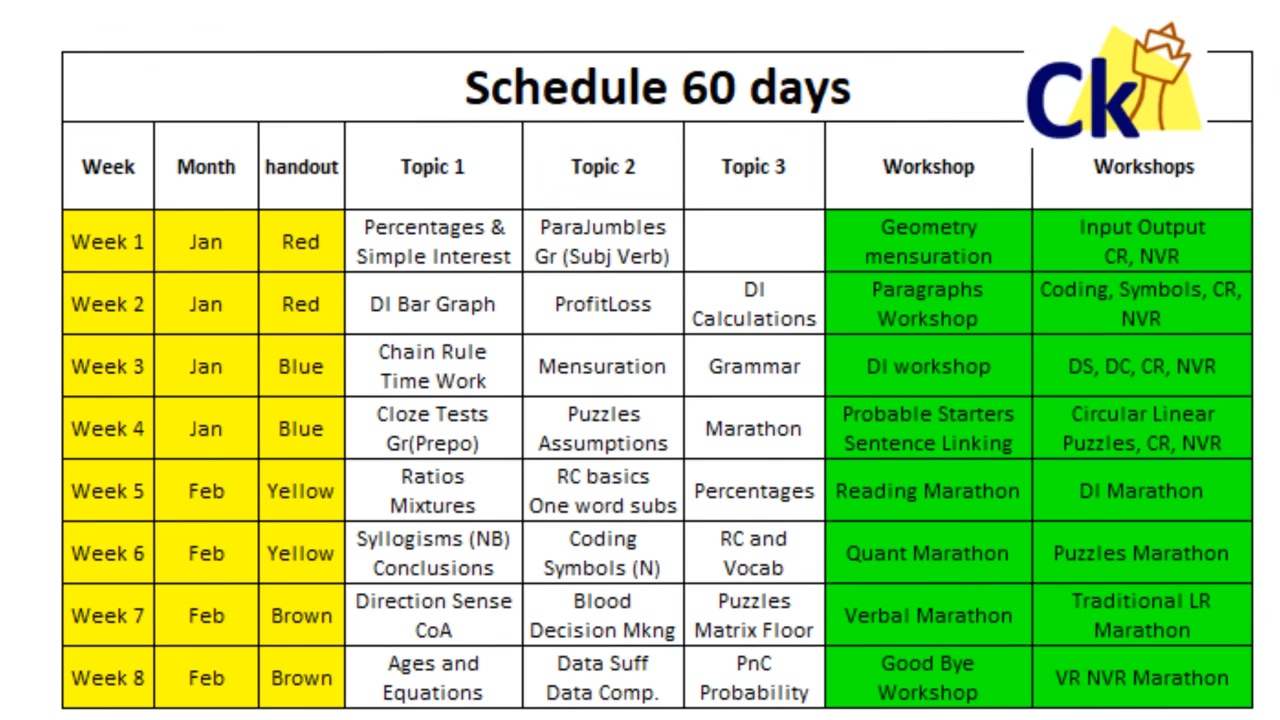 Schedule 60 days
Ck
Week Month handout Topic 1 Topic 2 Topic 3 Workshop Workshops
Week 1 Jan Red Percentages & Simple Interest ParaJumbles Gr (Subj Verb) Geometry mensuration Input Output CR, NVR
Week 2 Jan Red DI Bar Graph ProfitLoss DI Calculations Paragraphs Workshop Coding, Symbols, CR, NVR
Week 3 Jan Blue Chain Rule Time Work Mensuration Grammar DI workshop DS, DC, CR, NVR
Week 4 Jan Blue Cloze Tests Gr(Prepo) Puzzles Assumptions Marathon Probable Starters Sentence Linking Circular Linear Puzzles, CR, NVR
Week 5 Feb Yellow Ratios Mixtures RC basics One word subs Percentages Reading Marathon DI Marathon
Week 6 Feb Yellow Syllogisms (NB) Conclusions Coding Symbols (N) RC and Vocab Quant Marathon Puzzles Marathon
Week 7 Feb Brown Direction Sense CoA Blood Decision Mkng Puzzles Matrix Floor Verbal Marathon Traditional LR Marathon
Week 8 Feb Brown Ages and Equations Data Suff Data Comp. PnC Probability Good Bye Workshop VR NVR Marathon